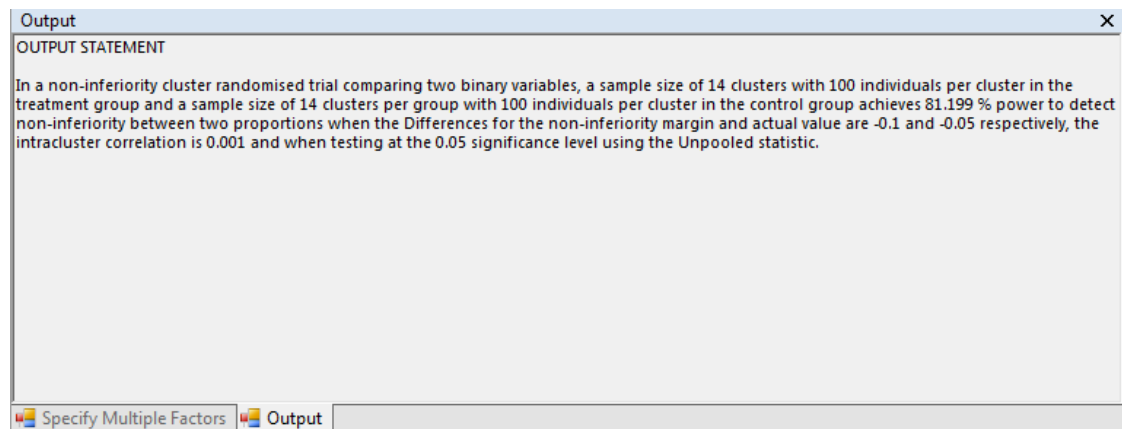 Output
OUTPUT STATEMENT
In a non-inferiority cluster randomised trial comparing two binary variables, a sample size of 14 clusters with 100 individuals per cluster in the
treatment group and a sample size of 14 clusters per group with 100 individuals per cluster in the control group achieves 81.199 % power to detect
non-inferiority between two proportions when the Differences for the non-inferiority margin and actual value are -0.1 and -0.05 respectively, the
intracluster correlation is 0.001 and when testing at the 0.05 significance level using the Unpooled statistic.
Specify Multiple Factors Output